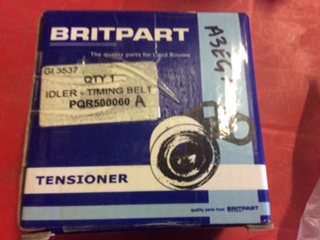 BRITPART
The quality parts for Land Rovers
GI 3537
QTY 1
IDLER - TIMING BELT
PQR500060 A
TENSIONER
quality parts from BRITPART